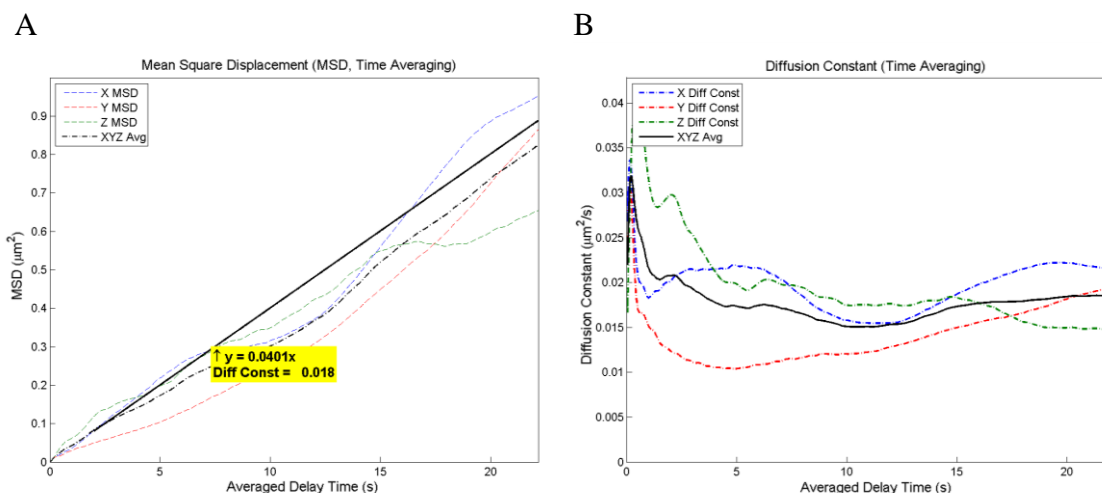 A
B
Mean Square Displacement (MSD, Time Averaging)
X MSD
Y MSD
Z MSD
XYZ Avg
0.9
0.8
0.7
0.6
0.5
0.4
0.3
0.2
0.1
0
MSD (μm²)
↑ y = 0.0401x
Diff Const = 0.018
0 5 10 15 20
Averaged Delay Time (s)
Diffusion Constant (Time Averaging)
X Diff Const
Y Diff Const
Z Diff Const
XYZ Avg
0.04
0.035
0.03
0.025
0.02
0.015
0.01
0.005
0
Diffusion Constant (μm²/s)
0 5 10 15 20
Averaged Delay Time (s)